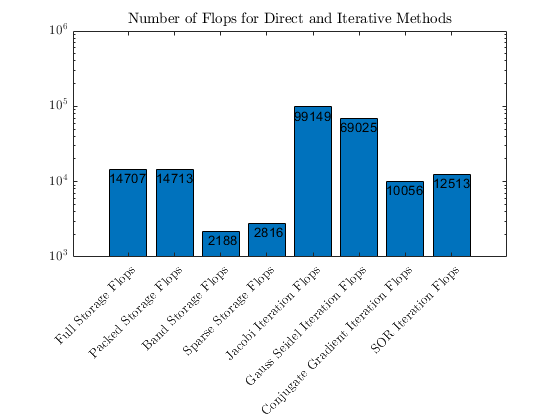 Number of Flops for Direct and Iterative Methods
10^6
10^5
10^4
10^3
14707
14713
2188
2816
99149
69025
10056
12513
Full Storage Flops
Packed Storage Flops
Band Storage Flops
Sparse Storage Flops
Jacobi Iteration Flops
Gauss Seidel Iteration Flops
Conjugate Gradient Iteration Flops
SOR Iteration Flops